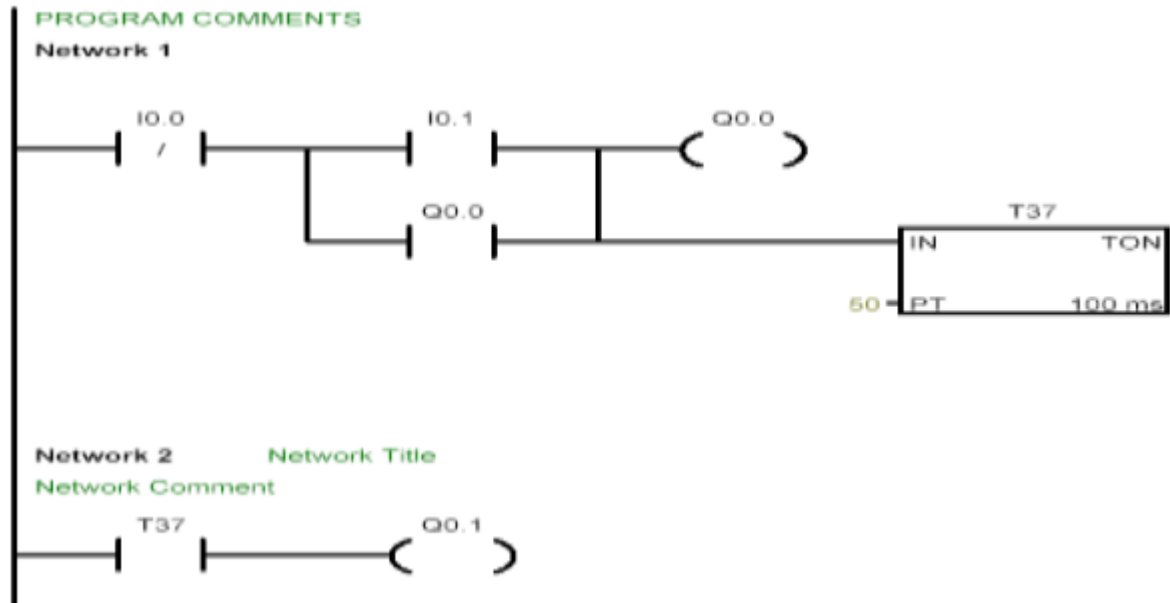 PROGRAM COMMENTS
Network 1
I0.0 I0.1 Q0.0
/
Q0.0 T37
IN TON
50 PT 100 ms
Network 2 Network Title
Network Comment
T37 Q0.1